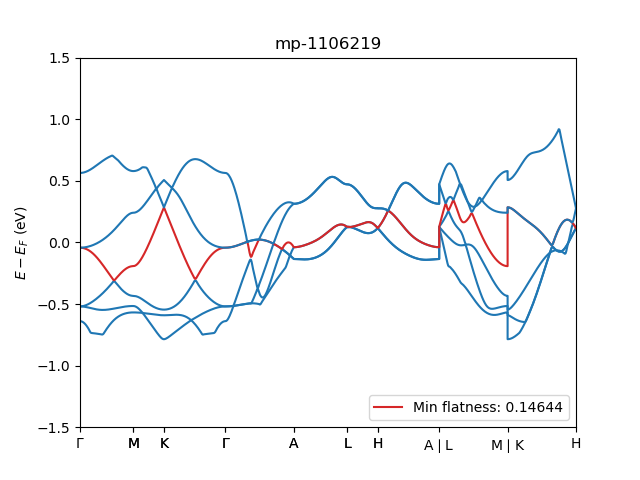 mp-1106219
1.5
1.0
0.5
0.0
−0.5
−1.0
−1.5
E − E_F (eV)
Min flatness: 0.14644
Γ M K Γ A L H A | L M | K H